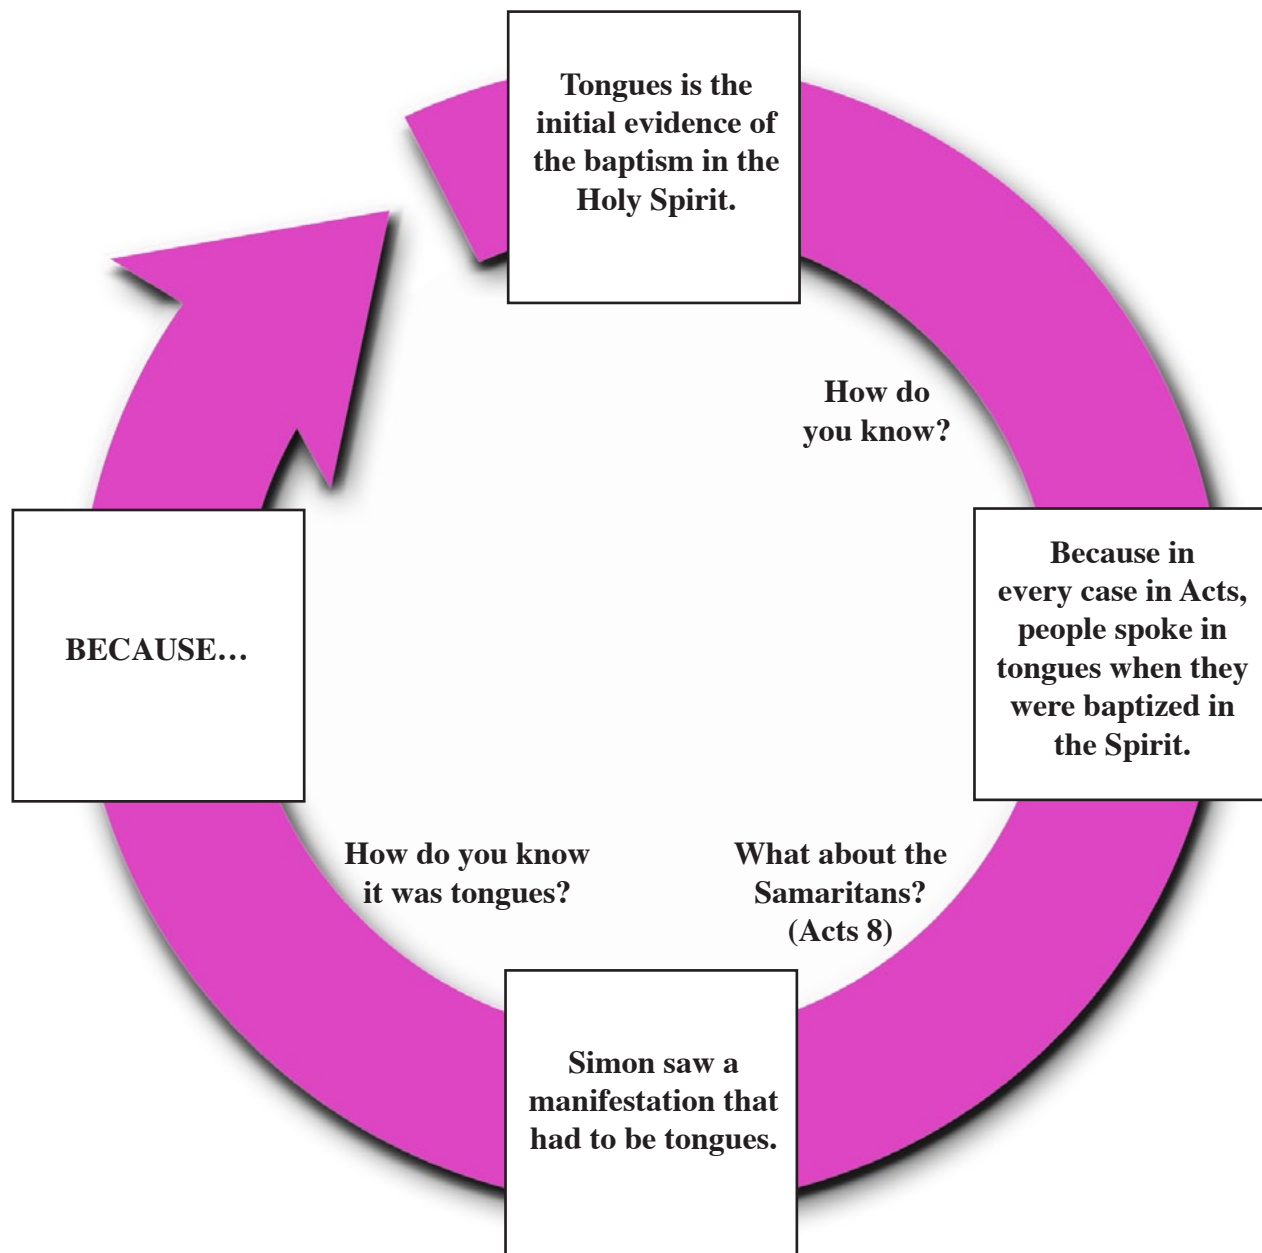 Tongues is the
initial evidence of
the baptism in the
Holy Spirit.
How do
you know?
Because in
every case in Acts,
people spoke in
tongues when they
were baptized in
the Spirit.
What about the
Samaritans?
(Acts 8)
Simon saw a
manifestation that
had to be tongues.
How do you know
it was tongues?
BECAUSE…